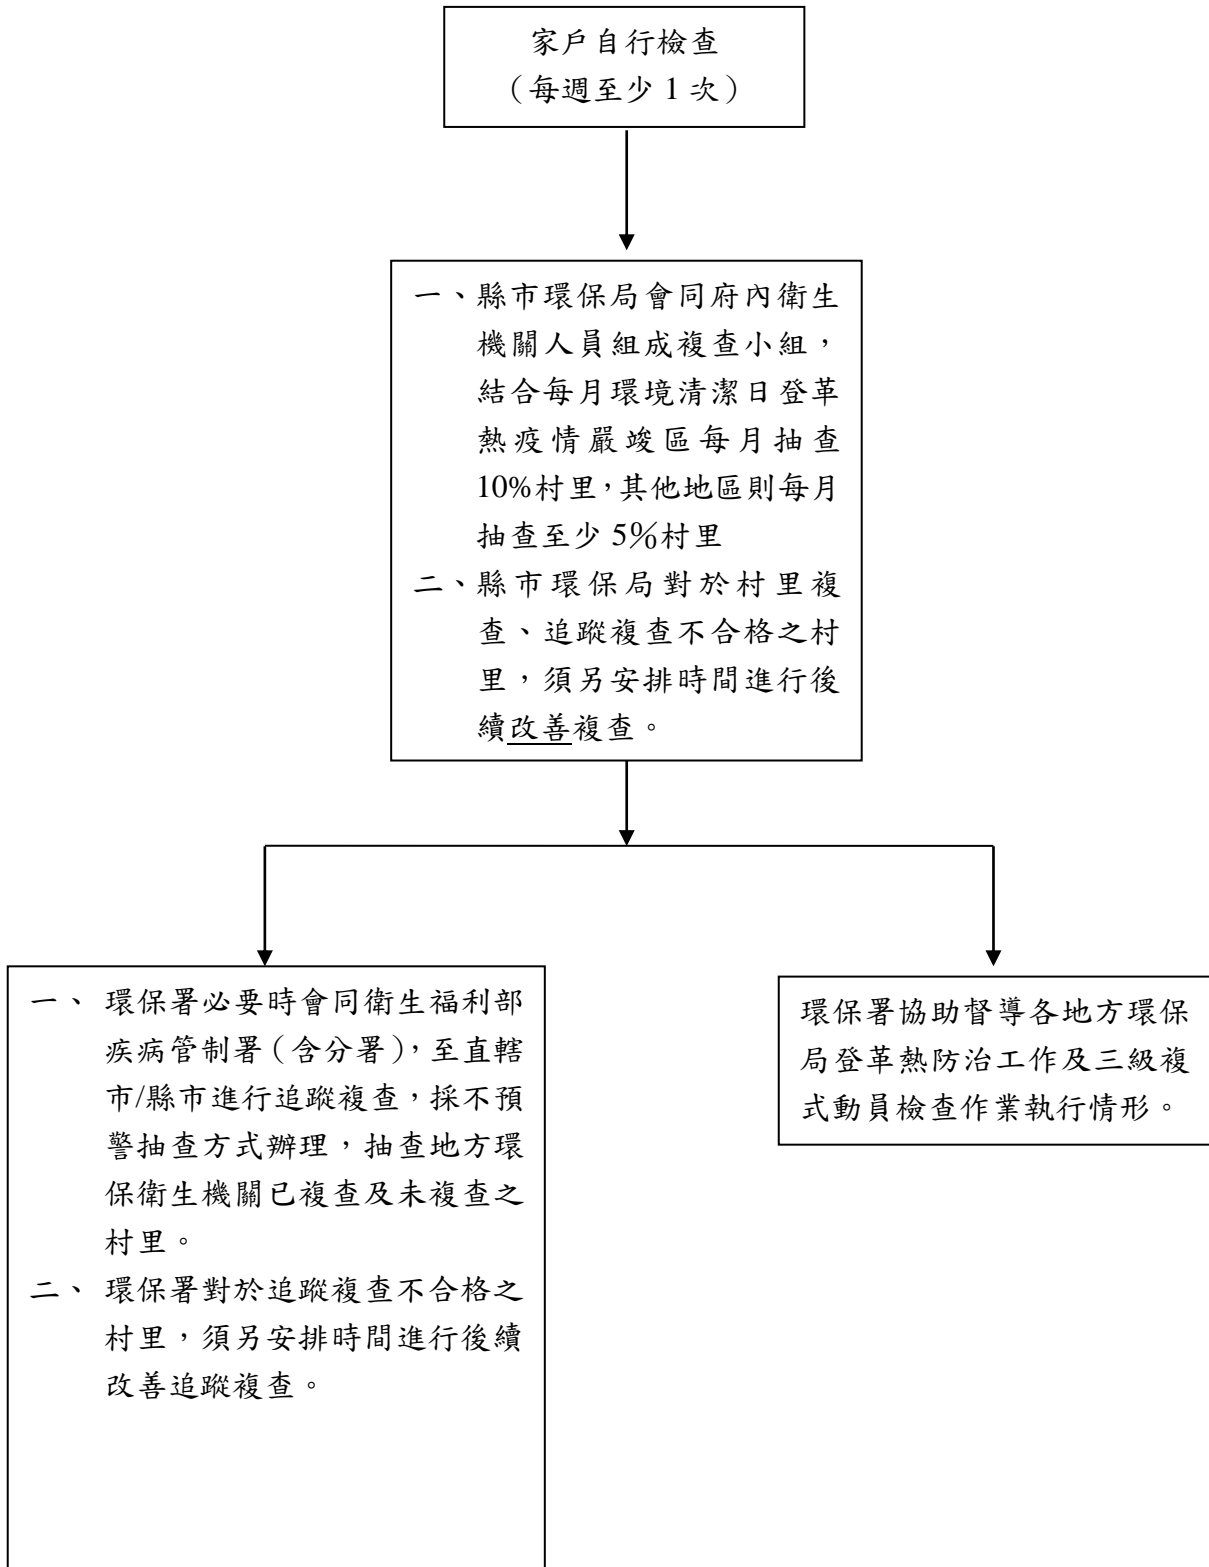 家戶自行檢查
（每週至少 1 次）
一、縣市環保局會同府內衛生
機關人員組成複查小組，
結合每月環境清潔日登革
熱疫情嚴竣區每月抽查
10%村里，其他地區則每月
抽查至少 5％村里
二、縣市環保局對於村里複
查、追蹤複查不合格之村
里，須另安排時間進行後
續改善複查。
一、 環保署必要時會同衛生福利部
疾病管制署（含分署），至直轄
市/縣市進行追蹤複查，採不預
警抽查方式辦理，抽查地方環
保衛生機關已複查及未複查之
村里。
二、 環保署對於追蹤複查不合格之
村里，須另安排時間進行後續
改善追蹤複查。
環保署協助督導各地方環保
局登革熱防治工作及三級複
式動員檢查作業執行情形。